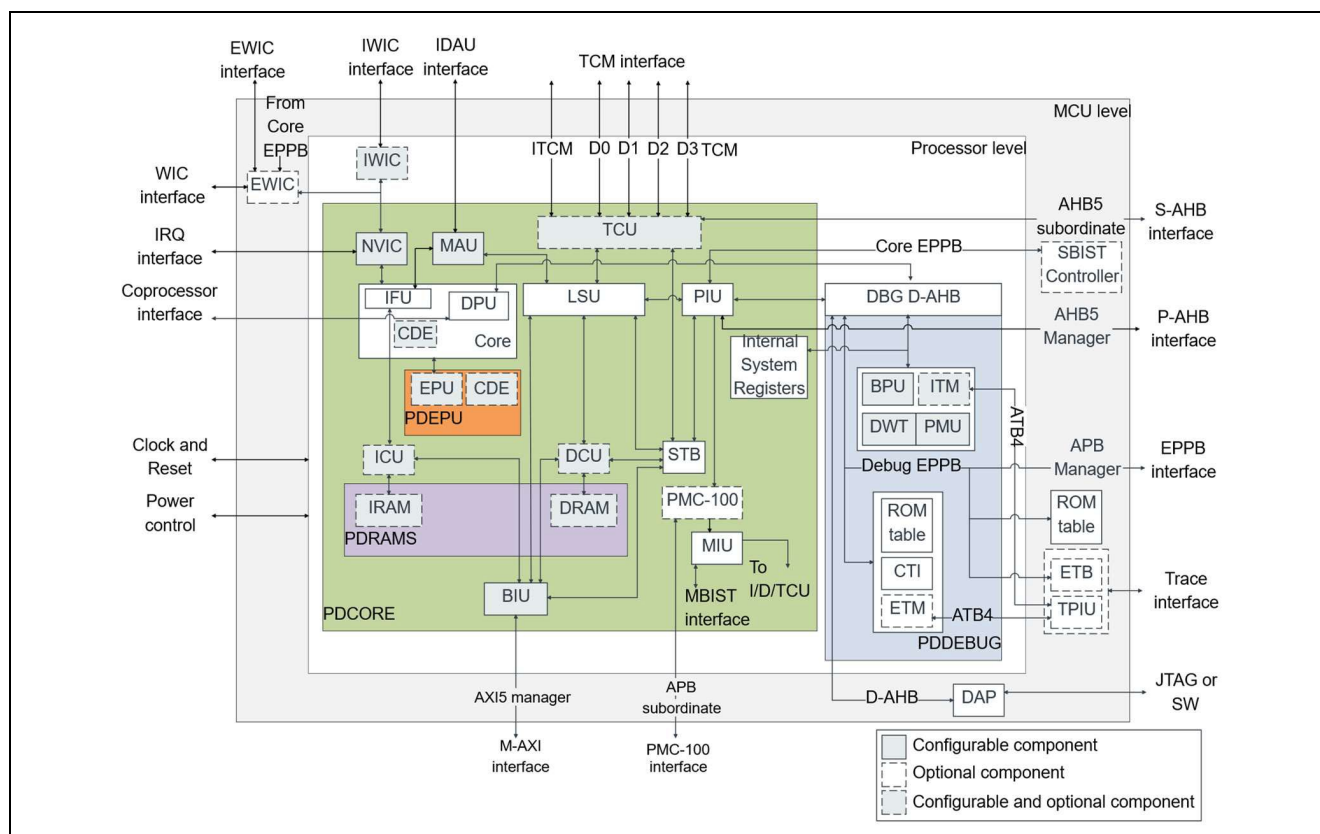 EWIC
interface
IWIC
interface
IDAU
interface
TCM interface
From
Core
EPPB
MCU level
Processor level
ITCM
D0
D1
D2
D3
TCM
IWIC
EWIC
WIC
interface
AHB5
subordinate
S-AHB
interface
TCU
IRQ
interface
NVIC
MAU
Core EPPB
SBIST
Controller
Coprocessor
interface
IFU
DPU
CDE
Core
LSU
PIU
DBG D-AHB
AHB5
Manager
P-AHB
interface
Internal
System
Registers
EPU
CDE
PDEPU
BPU
ITM
DWT
PMU
ATB4
Clock and
Reset
ICU
DCU
STB
Debug EPPB
APB
Manager
EPPB
interface
Power
control
IRAM
DRAM
PDRAMS
PMC-100
MIU
To
I/D/TCU
MBIST
interface
ROM
table
CTI
ETM
ROM
table
ETB
TPIU
Trace
interface
BIU
PDCORE
ATB4
PDDEBUG
AXI5 manager
APB
subordinate
D-AHB
DAP
JTAG or
SW
M-AXI
interface
PMC-100
interface
Configurable component
Optional component
Configurable and optional component